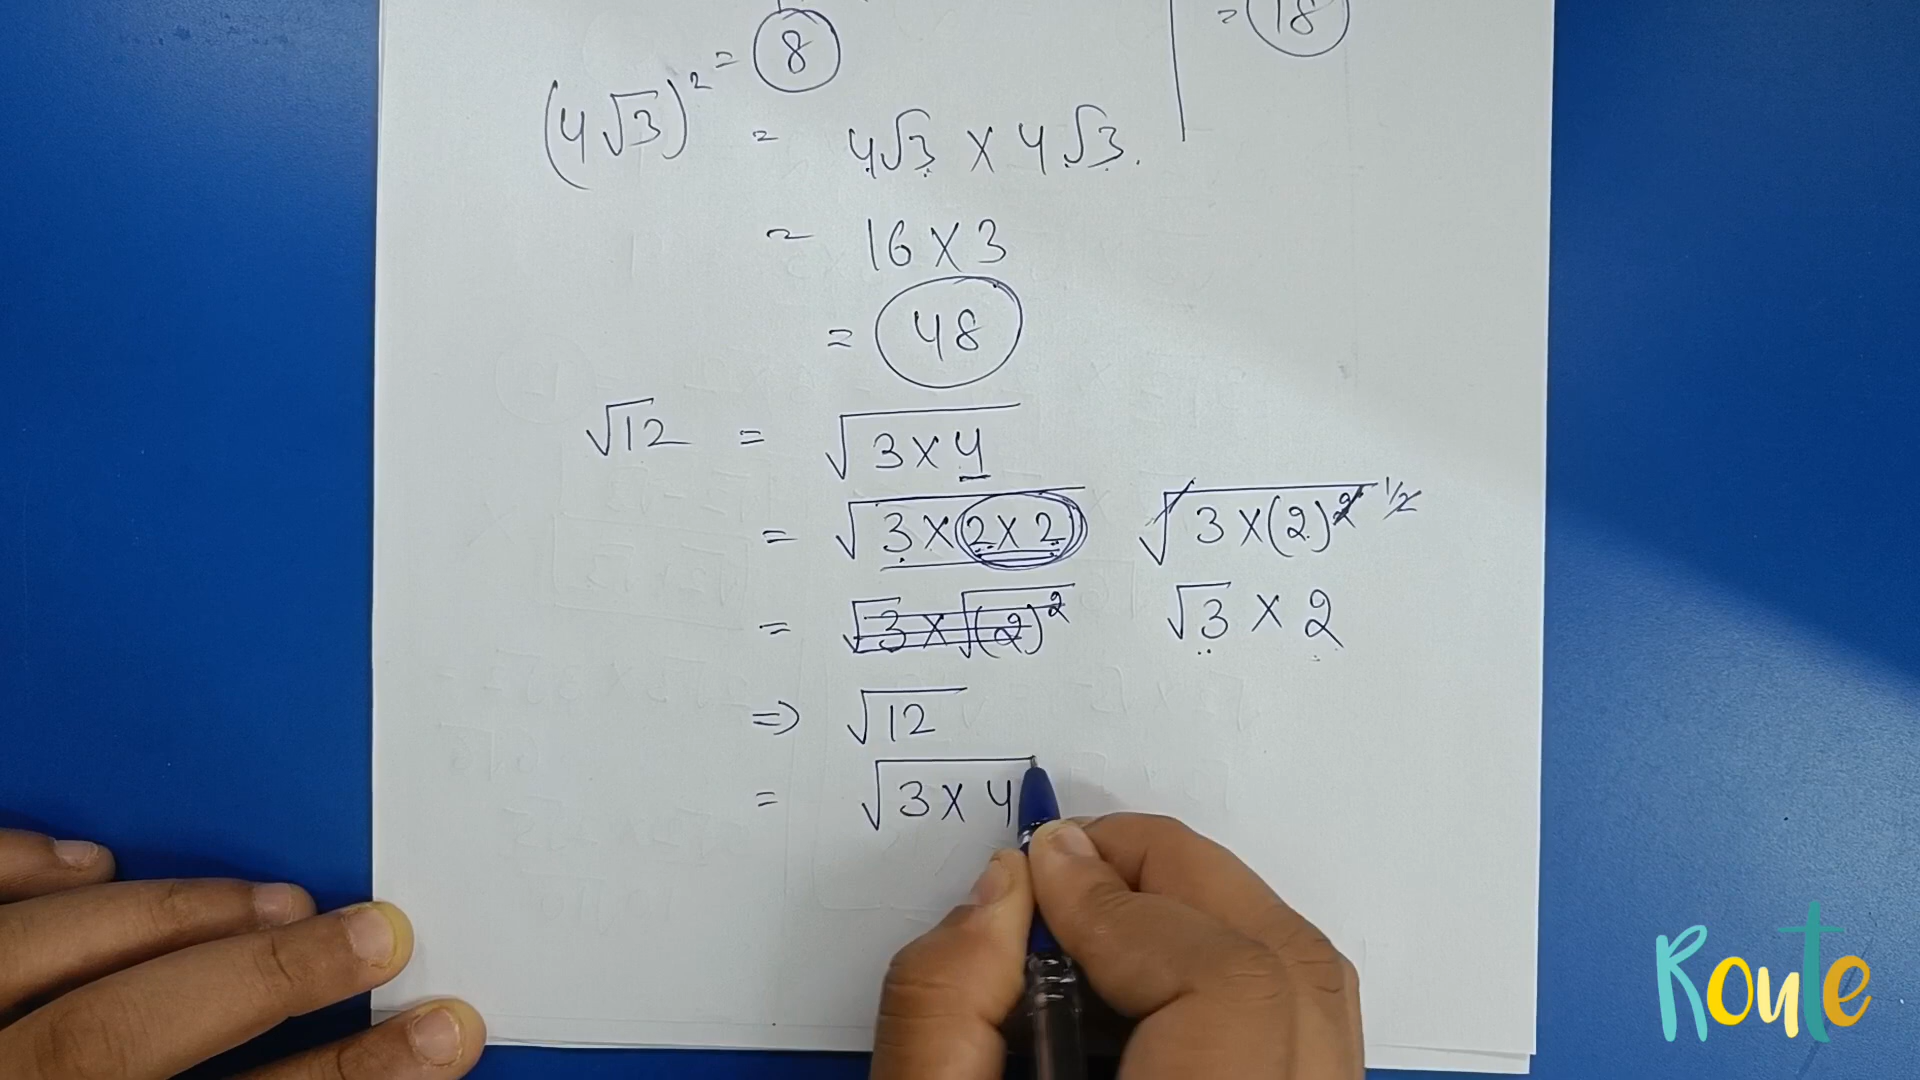 = 8
= 18
(4√3)² = 4√3 × 4√3.
= 16 × 3
= 48
√12 = √3 × 4
= √3 × (2 × 2) √3 × (2)² 1/2
= √3 × √(2)² √3 × 2
⇒ √12
= √3 × 4
Route